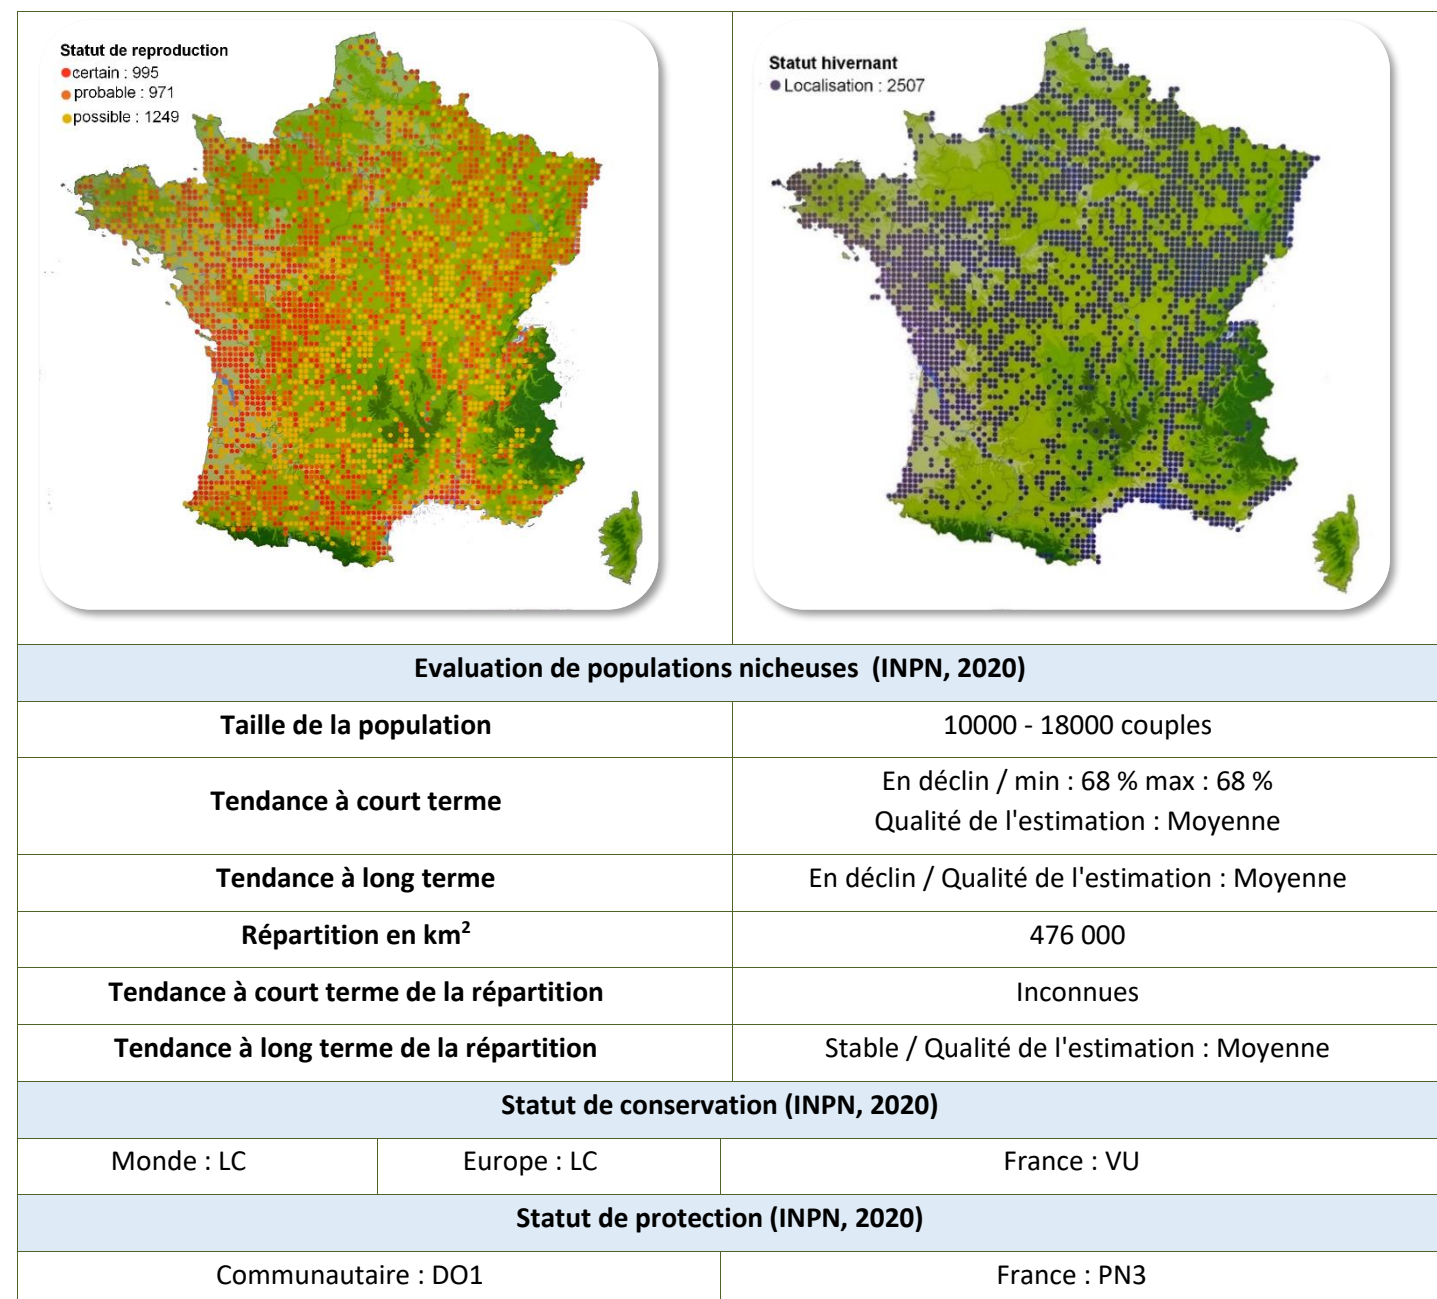 Statut de reproduction
certain : 995
probable : 971
possible : 1249
Statut hivernant
Localisation : 2507
Evaluation de populations nicheuses (INPN, 2020)
Taille de la population
10000 - 18000 couples
Tendance à court terme
En déclin / min : 68 % max : 68 %
Qualité de l'estimation : Moyenne
Tendance à long terme
En déclin / Qualité de l'estimation : Moyenne
Répartition en km²
476 000
Tendance à court terme de la répartition
Inconnues
Tendance à long terme de la répartition
Stable / Qualité de l'estimation : Moyenne
Statut de conservation (INPN, 2020)
Monde : LC
Europe : LC
France : VU
Statut de protection (INPN, 2020)
Communautaire : DO1
France : PN3